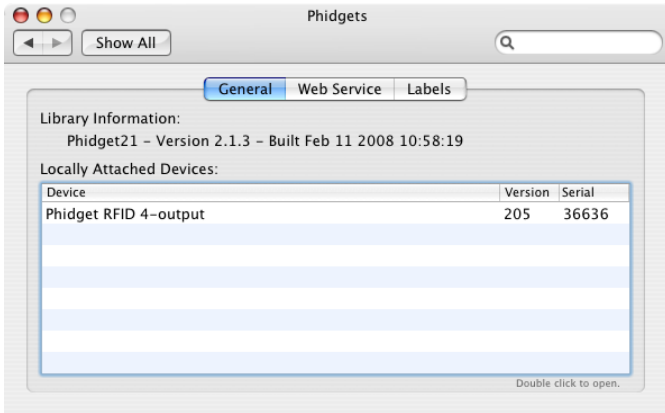 Phidgets
Show All
General Web Service Labels
Library Information:
Phidget21 – Version 2.1.3 – Built Feb 11 2008 10:58:19
Locally Attached Devices:
Device Version Serial
Phidget RFID 4–output 205 36636
Double click to open.